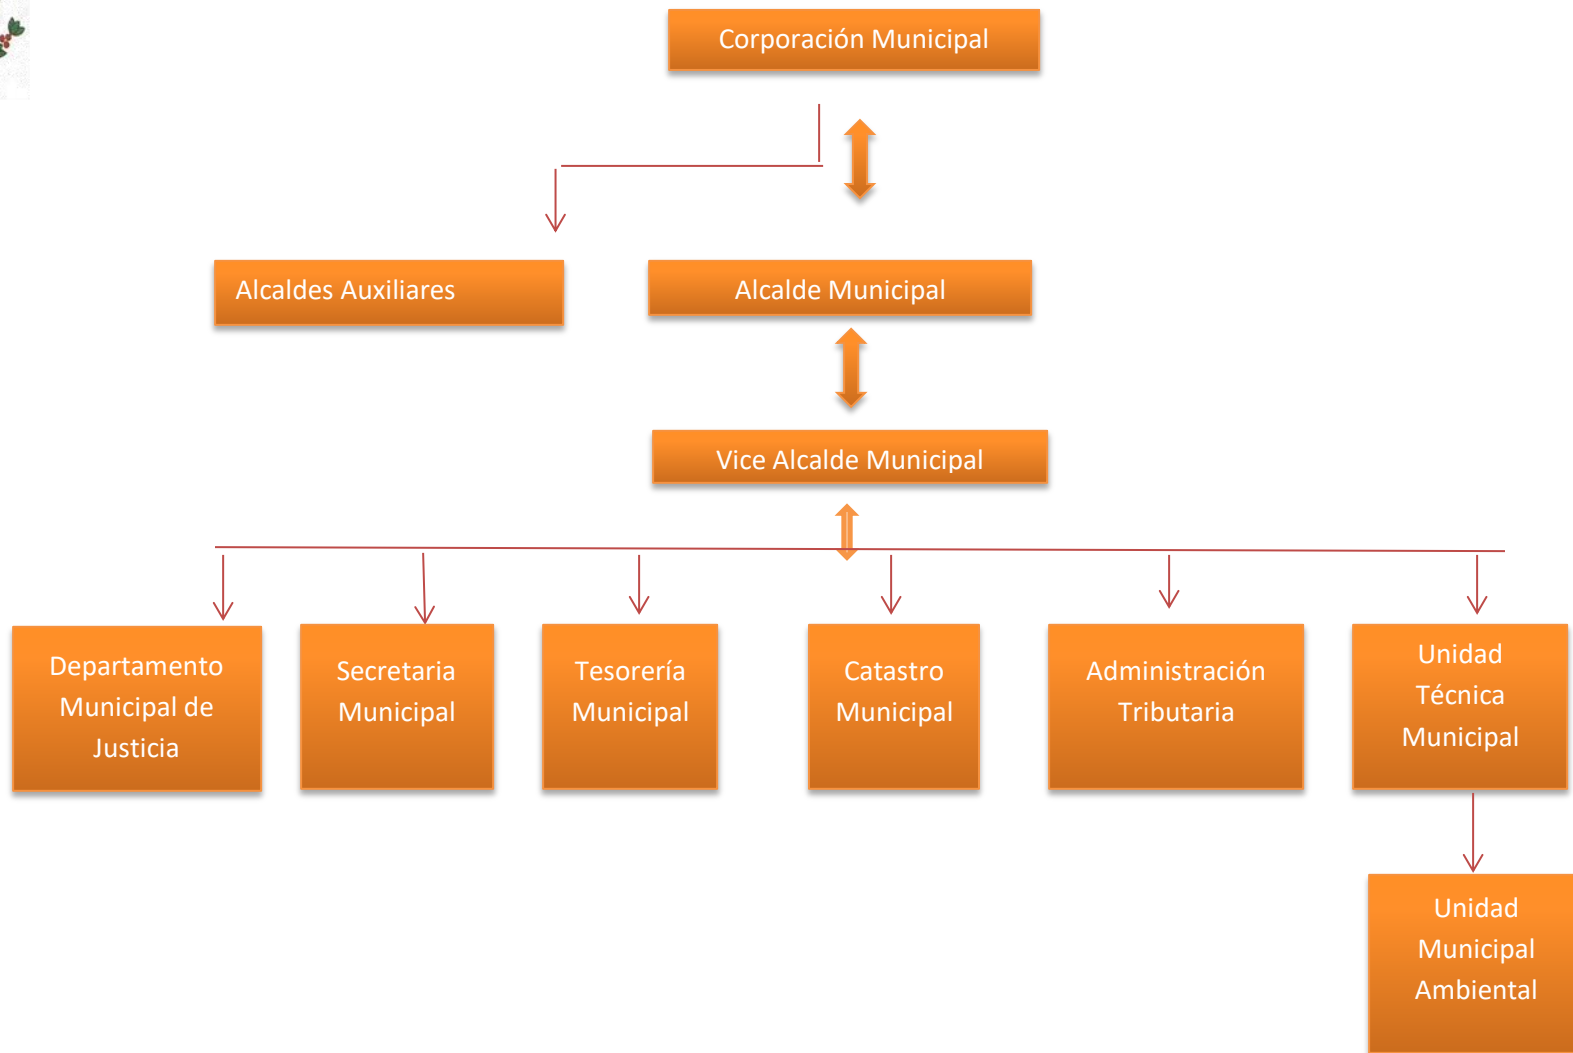 Corporación Municipal
Alcaldes Auxiliares
Alcalde Municipal
Vice Alcalde Municipal
Departamento
Municipal de
Justicia
Secretaria
Municipal
Tesorería
Municipal
Catastro
Municipal
Administración
Tributaria
Unidad
Técnica
Municipal
Unidad
Municipal
Ambiental